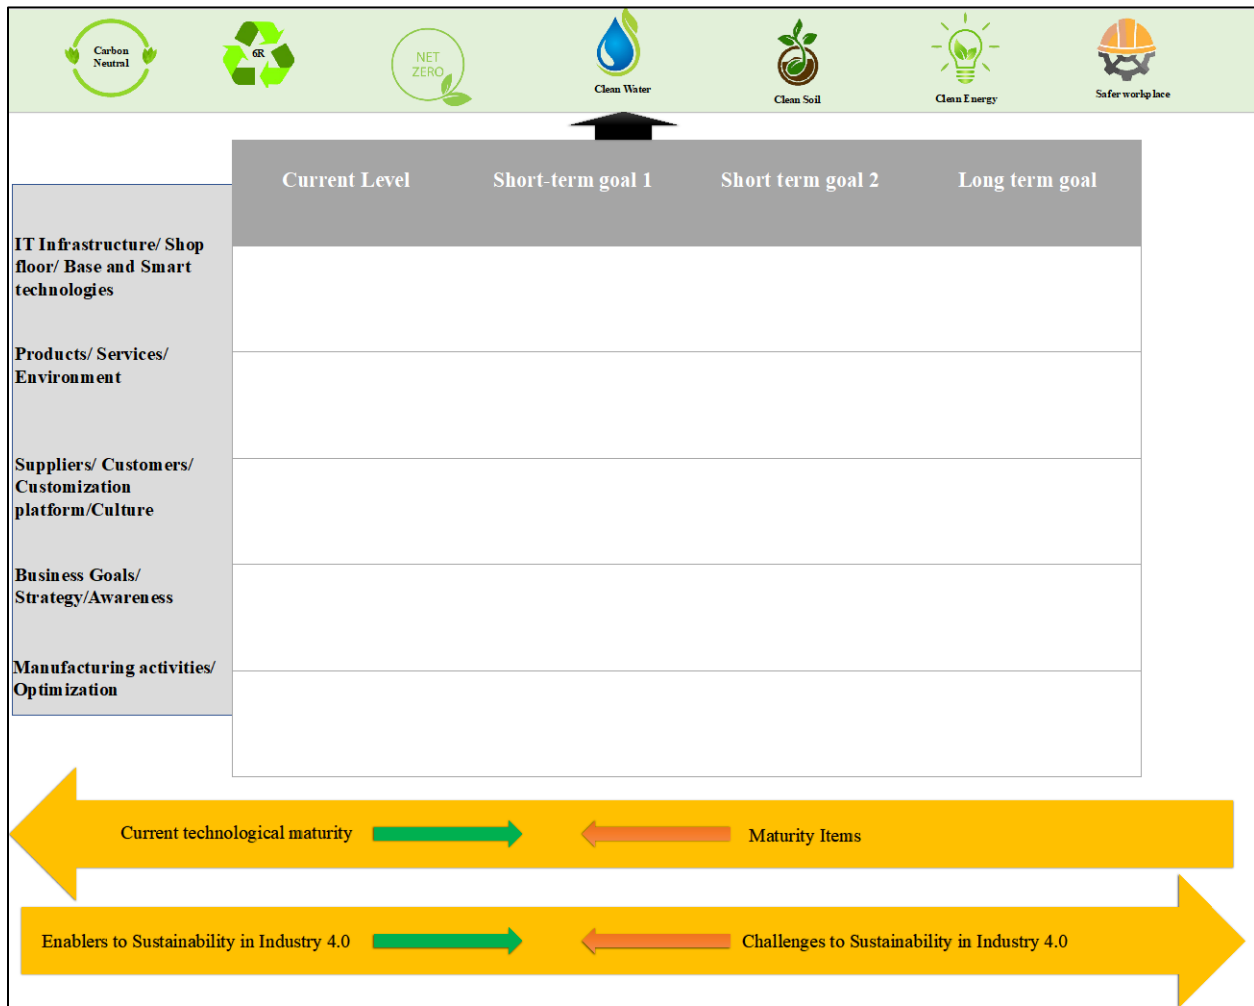 Carbon
Neutral
6R
NET
ZERO
Clean Water
Clean Soil
Clean Energy
Safer workplace
Current Level
Short-term goal 1
Short term goal 2
Long term goal
IT Infrastructure/ Shop
floor/ Base and Smart
technologies
Products/ Services/
Environment
Suppliers/ Customers/
Customization
platform/Culture
Business Goals/
Strategy/Awareness
Manufacturing activities/
Optimization
Current technological maturity
Maturity Items
Enablers to Sustainability in Industry 4.0
Challenges to Sustainability in Industry 4.0